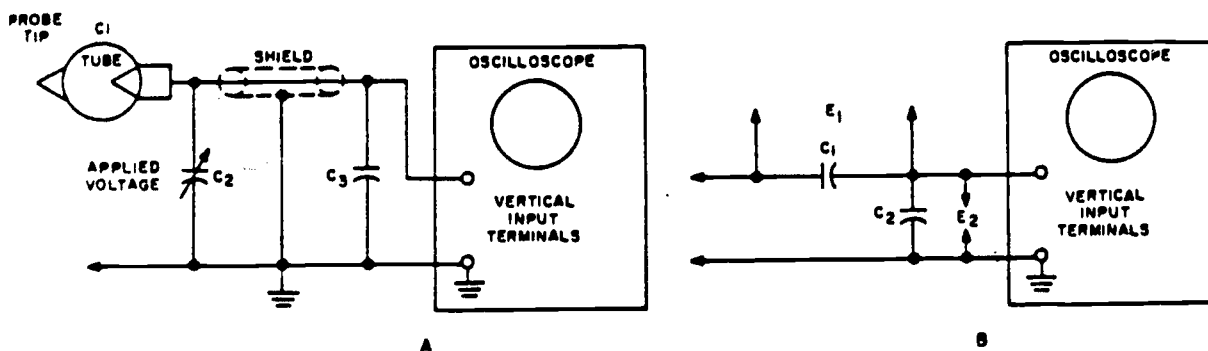 PROBE
TIP
C1
TUBE
SHIELD
APPLIED
VOLTAGE
C2
C3
OSCILLOSCOPE
VERTICAL
INPUT
TERMINALS
A
E1
C1
C2
E2
OSCILLOSCOPE
VERTICAL
INPUT
TERMINALS
B